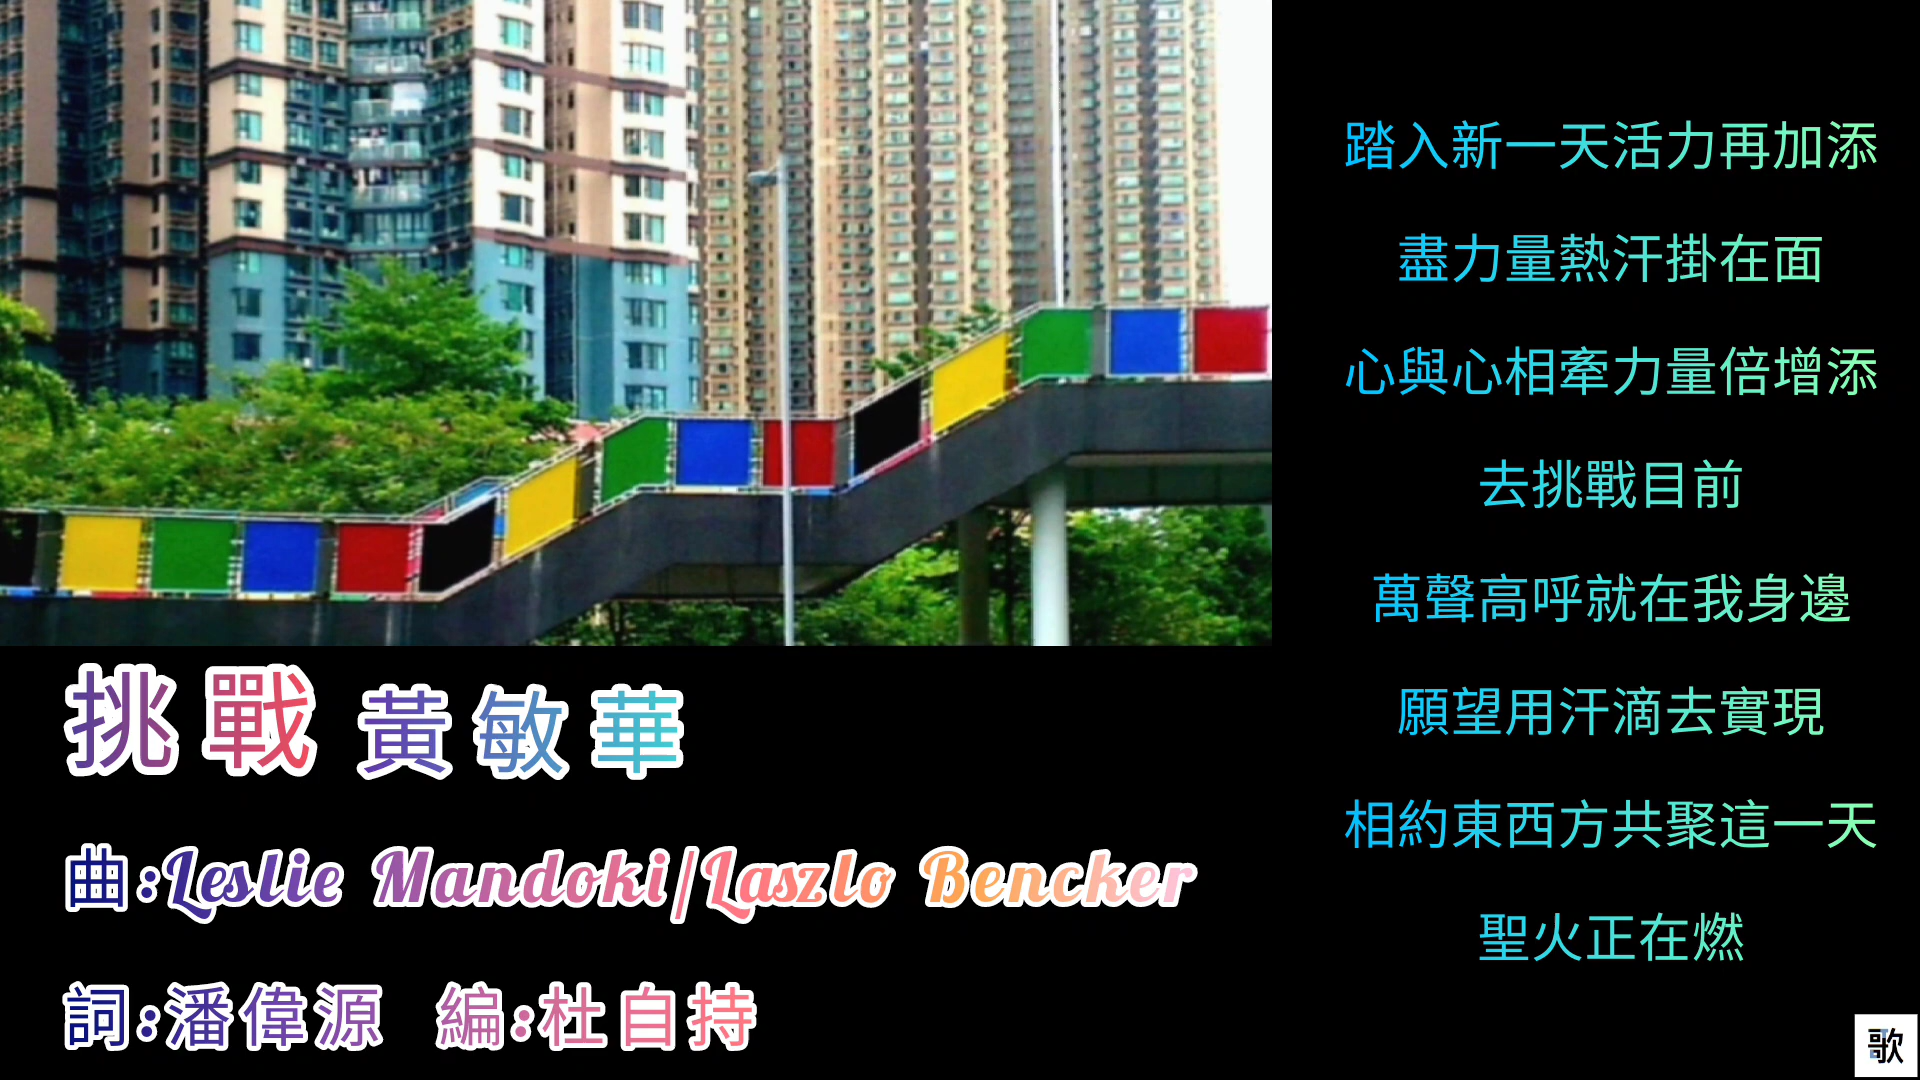 挑戰 黃敏華
曲:Leslie Mandoki/Laszlo Bencker
詞:潘偉源 編:杜自持
踏入新一天活力再加添
盡力量熱汗掛在面
心與心相牽力量倍增添
去挑戰目前
萬聲高呼就在我身邊
願望用汗滴去實現
相約東西方共聚這一天
聖火正在燃
歌